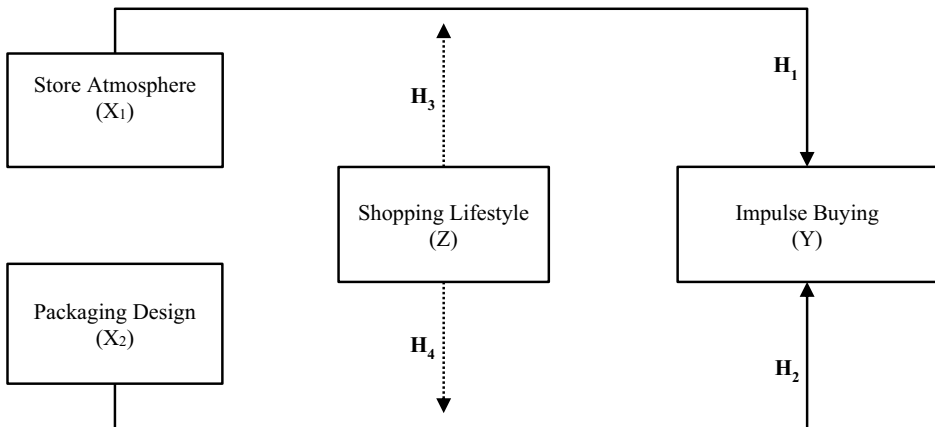 Store Atmosphere
(X₁)
H₃
H₁
Shopping Lifestyle
(Z)
Impulse Buying
(Y)
Packaging Design
(X₂)
H₄
H₂